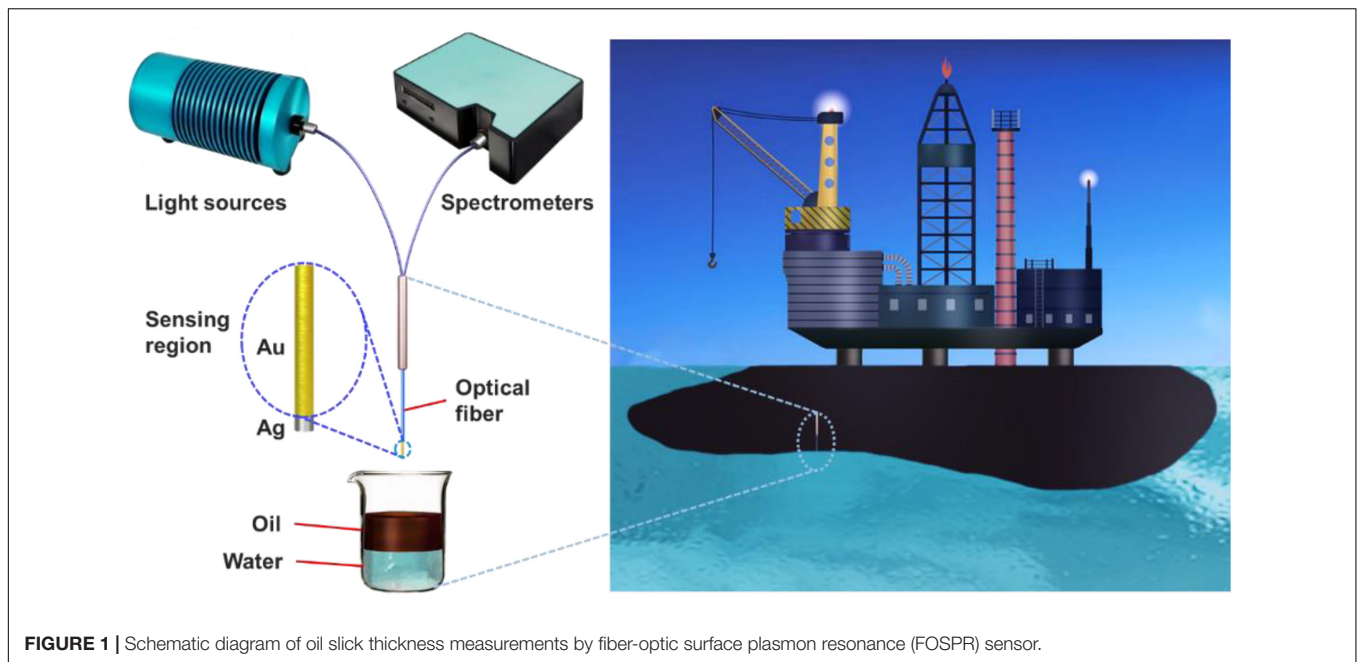 Light sources
Spectrometers
Sensing
region
Au
Ag
Optical
fiber
Oil
Water
FIGURE 1 | Schematic diagram of oil slick thickness measurements by fiber-optic surface plasmon resonance (FOSPR) sensor.